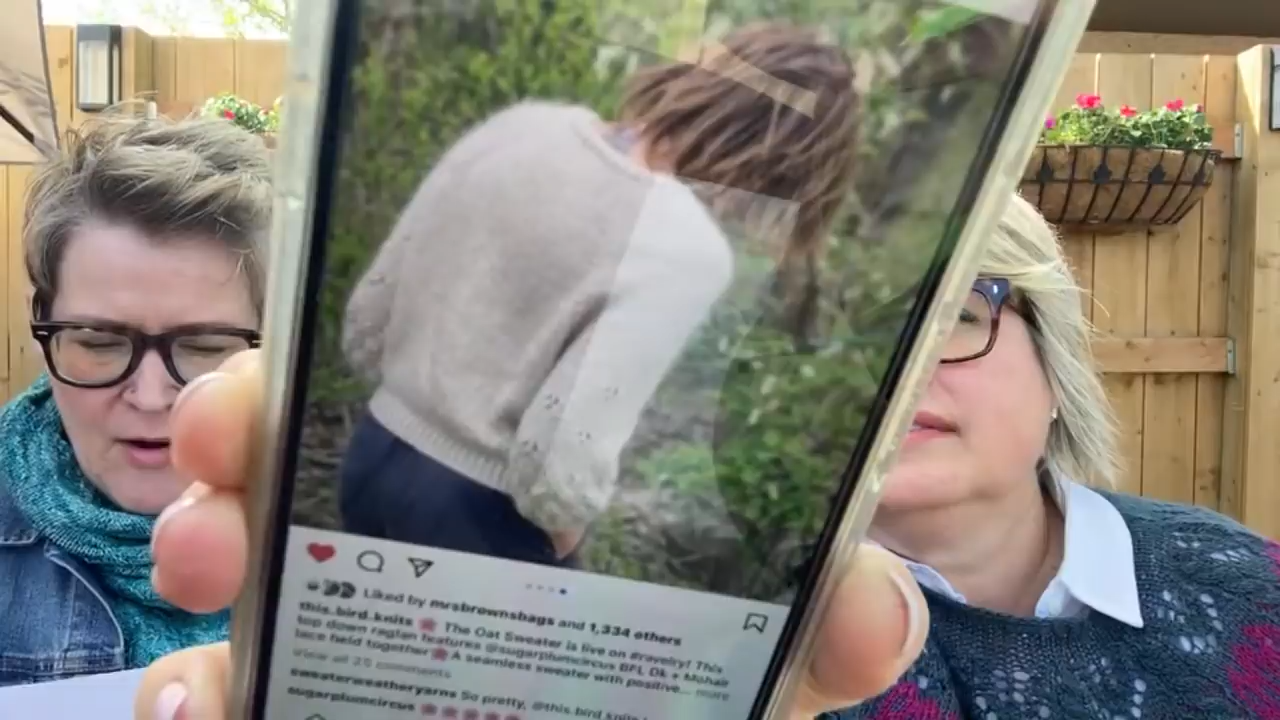 Liked by mrsbrownsbags and 1,334 others
this.bird.knits 🌸 The Oat Sweater is live on #ravelry! This
top down raglan features @sugarplumcircus BFL Dk + Mohair
lace held together 🌸 A seamless sweater with positive... more
View all 25 comments
sweaterweatheryarns So pretty, @this.bird.knits!
sugarplumcircus 🌸🌸🌸🌸🌸